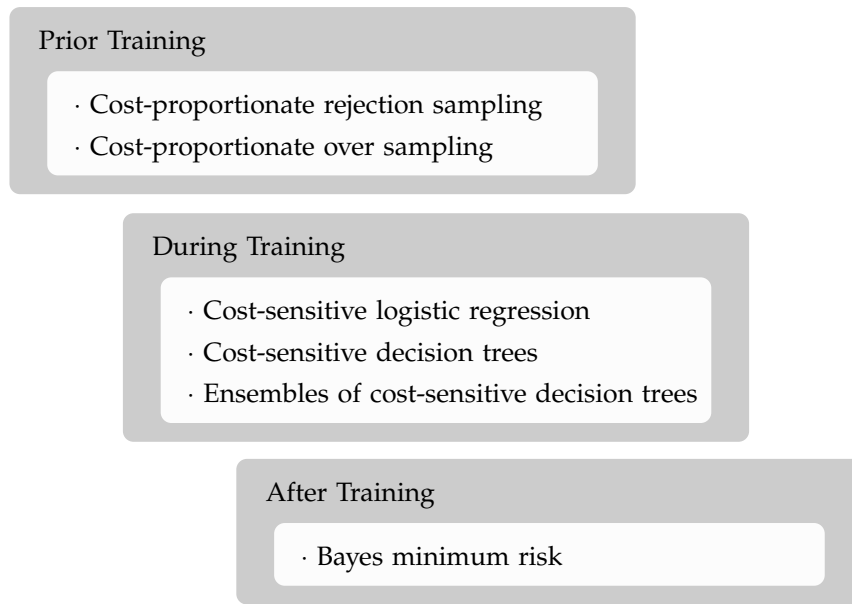 Prior Training
· Cost-proportionate rejection sampling
· Cost-proportionate over sampling
During Training
· Cost-sensitive logistic regression
· Cost-sensitive decision trees
· Ensembles of cost-sensitive decision trees
After Training
· Bayes minimum risk